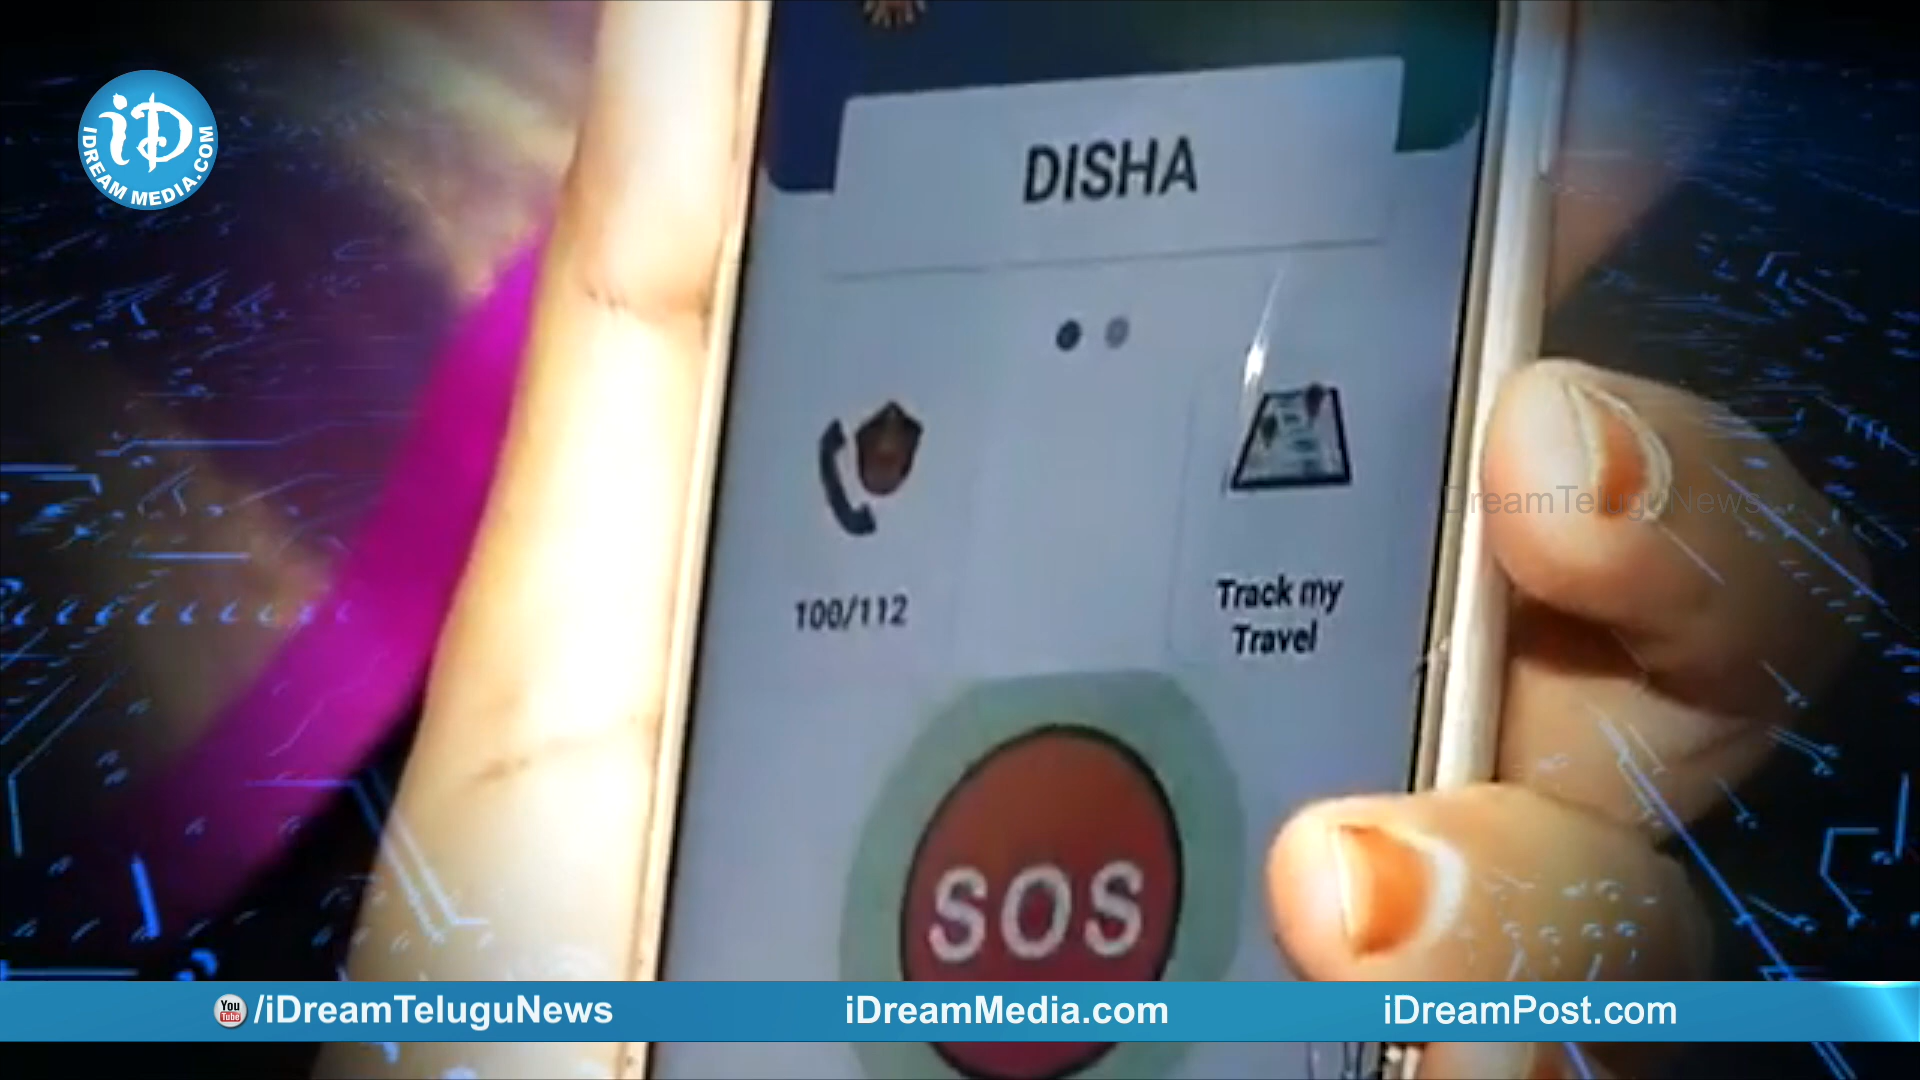 iD
IDREAM MEDIA.COM
DISHA
100/112
Track my
Travel
iDreamTeluguNews
SOS
You
Tube
/iDreamTeluguNews
iDreamMedia.com
iDreamPost.com